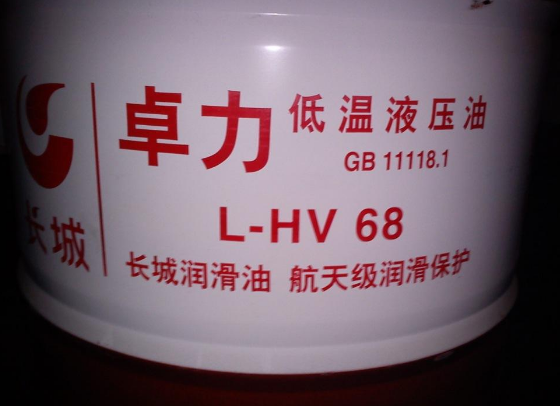 长城
卓力 低温液压油
GB 11118.1
L-HV 68
长城润滑油 航天级润滑保护